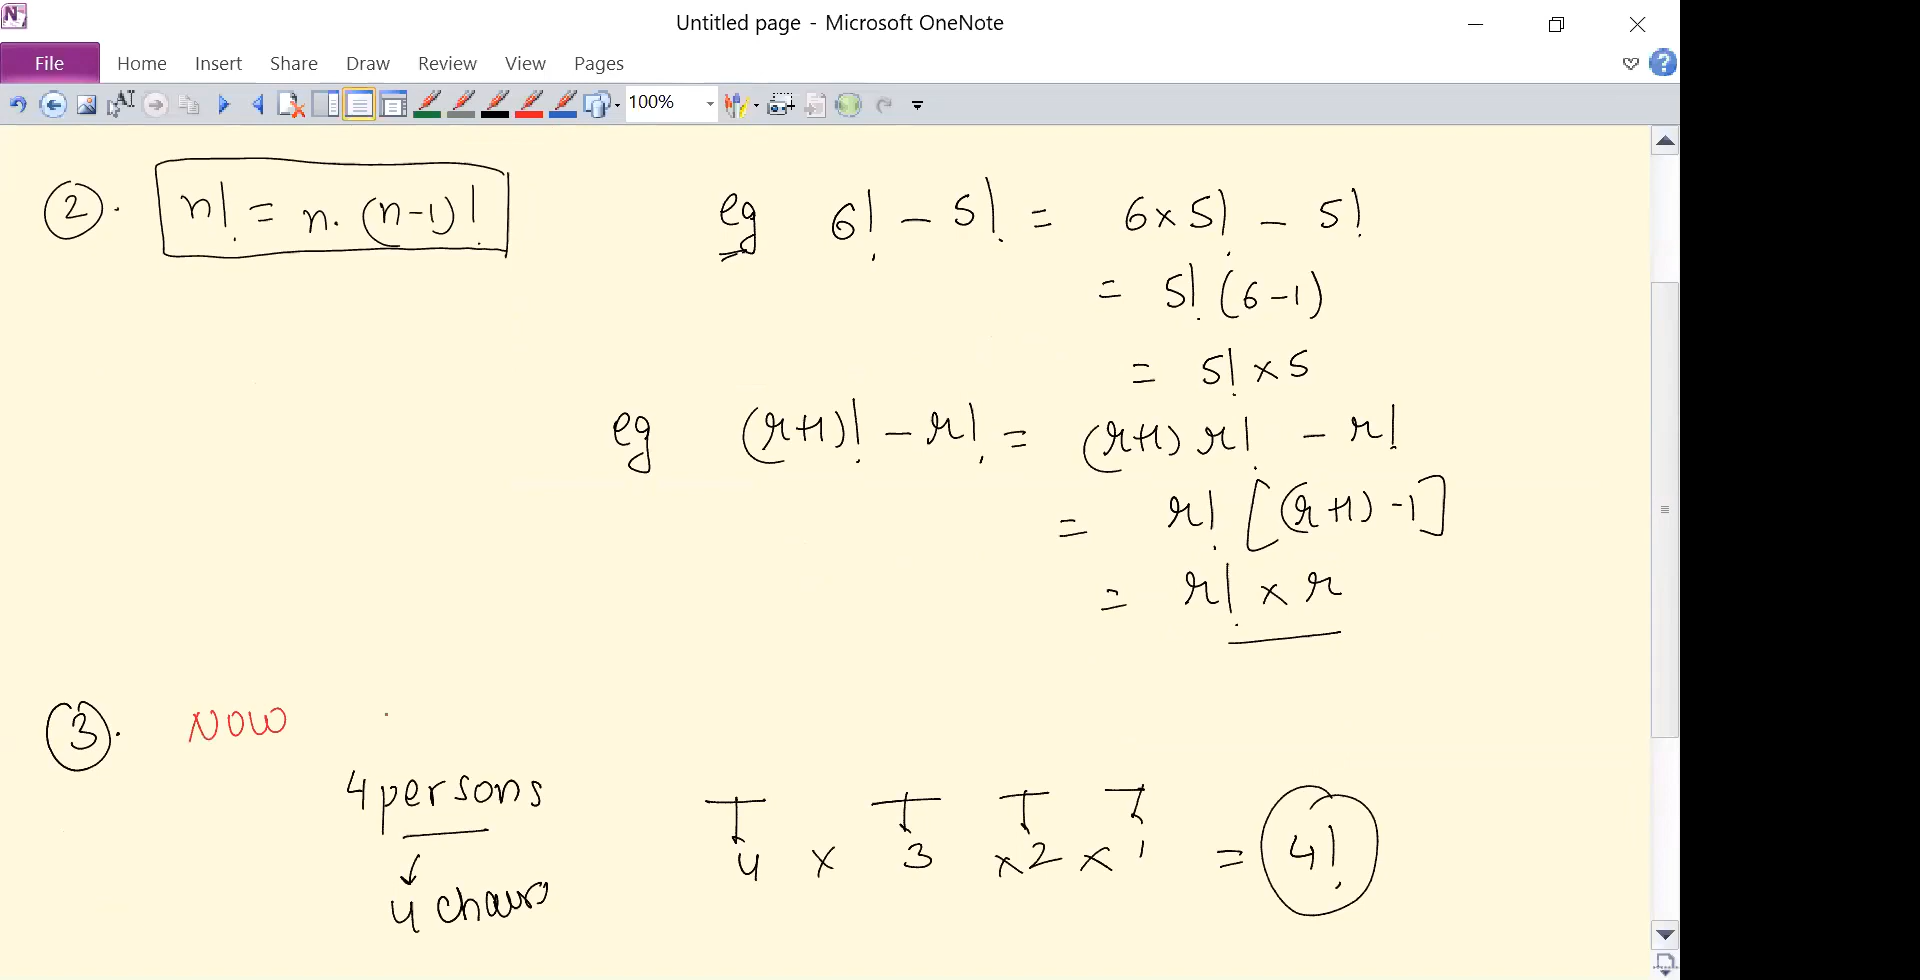 Untitled page - Microsoft OneNote
File Home Insert Share Draw Review View Pages
100%
②. n! = n. (n-1)! eg 6! - 5! = 6×5! - 5!
= 5! (6-1)
= 5! × 5
eg (r+1)! - r! = (r+1) r! - r!
= r! [(r+1) -1]
= r! × r
③. NOW
4 persons
4 × 3 ×2 × 1 = 4!
4 chairs